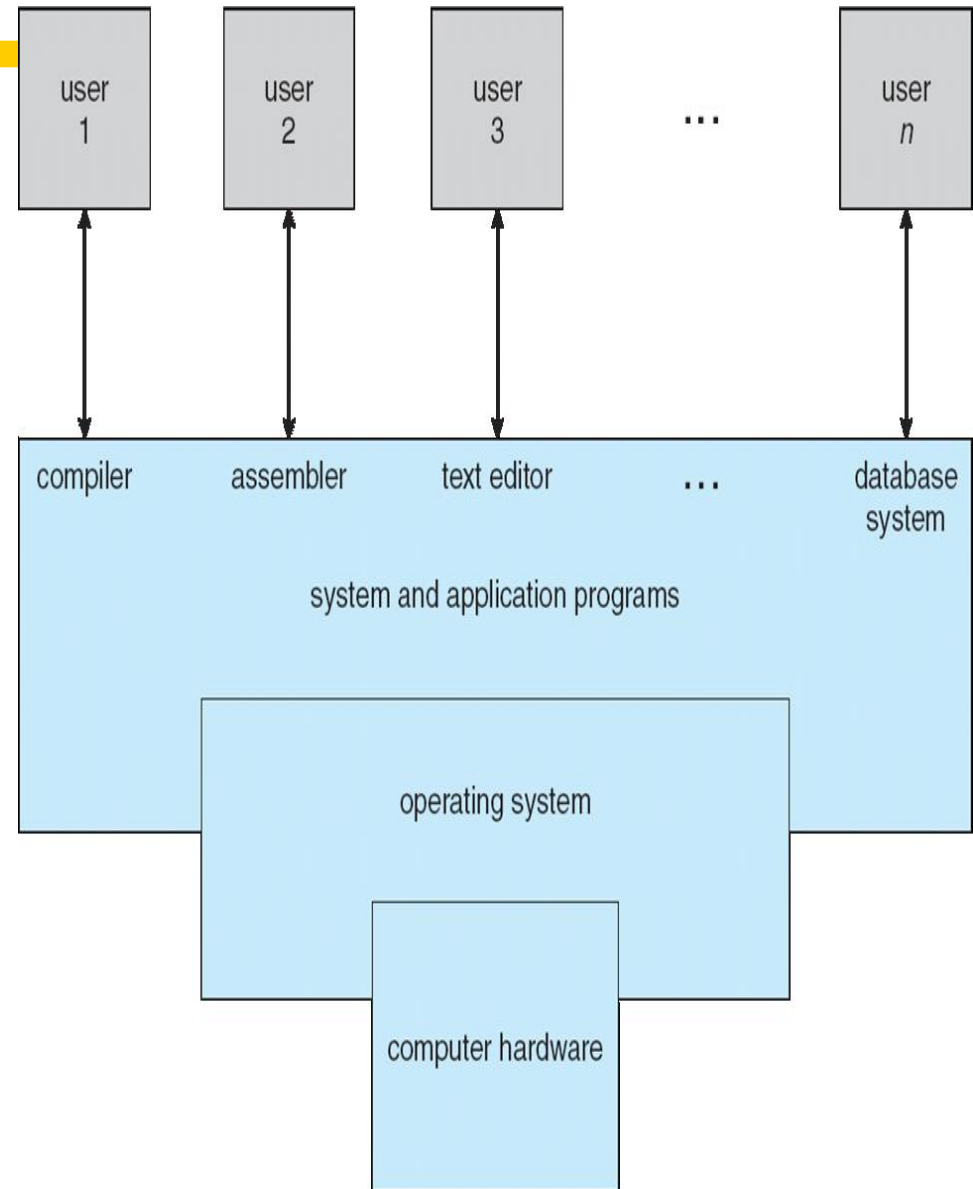 user
1
user
2
user
3
...
user
n
compiler
assembler
text editor
...
database
system
system and application programs
operating system
computer hardware